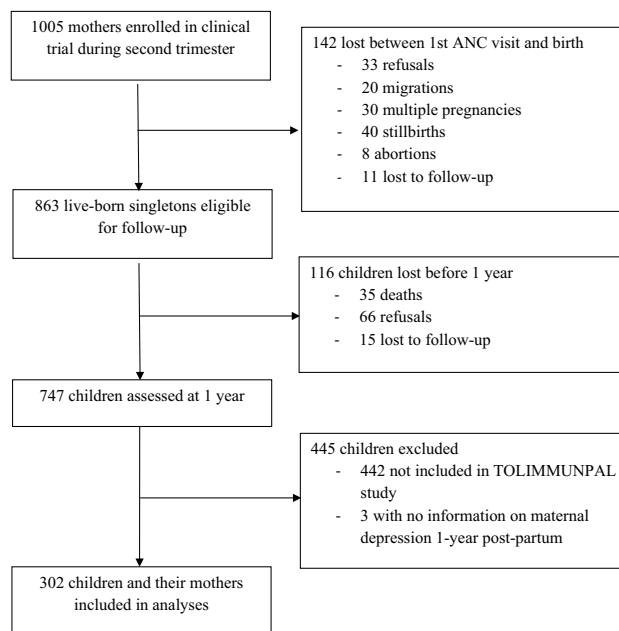 1005 mothers enrolled in clinical
trial during second trimester
142 lost between 1st ANC visit and birth
- 33 refusals
- 20 migrations
- 30 multiple pregnancies
- 40 stillbirths
- 8 abortions
- 11 lost to follow-up
863 live-born singletons eligible
for follow-up
116 children lost before 1 year
- 35 deaths
- 66 refusals
- 15 lost to follow-up
747 children assessed at 1 year
445 children excluded
- 442 not included in TOLIMMUNPAL
study
- 3 with no information on maternal
depression 1-year post-partum
302 children and their mothers
included in analyses